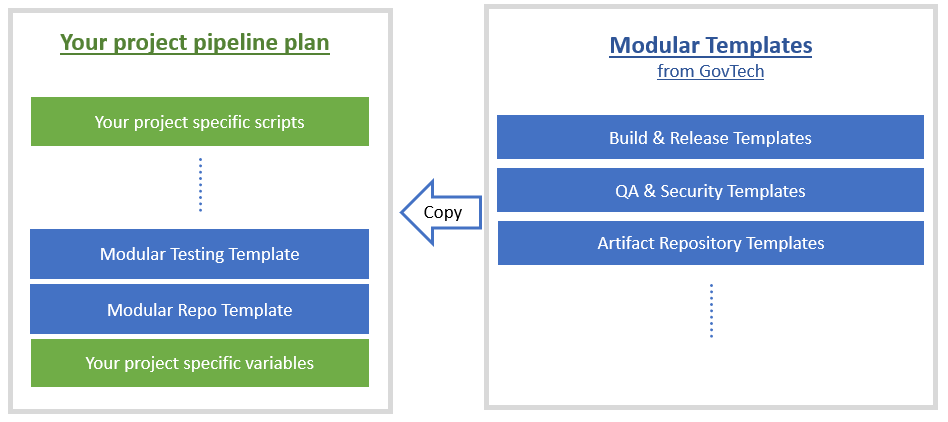 Your project pipeline plan
Your project specific scripts
Modular Testing Template
Modular Repo Template
Your project specific variables
Copy
Modular Templates
from GovTech
Build & Release Templates
QA & Security Templates
Artifact Repository Templates